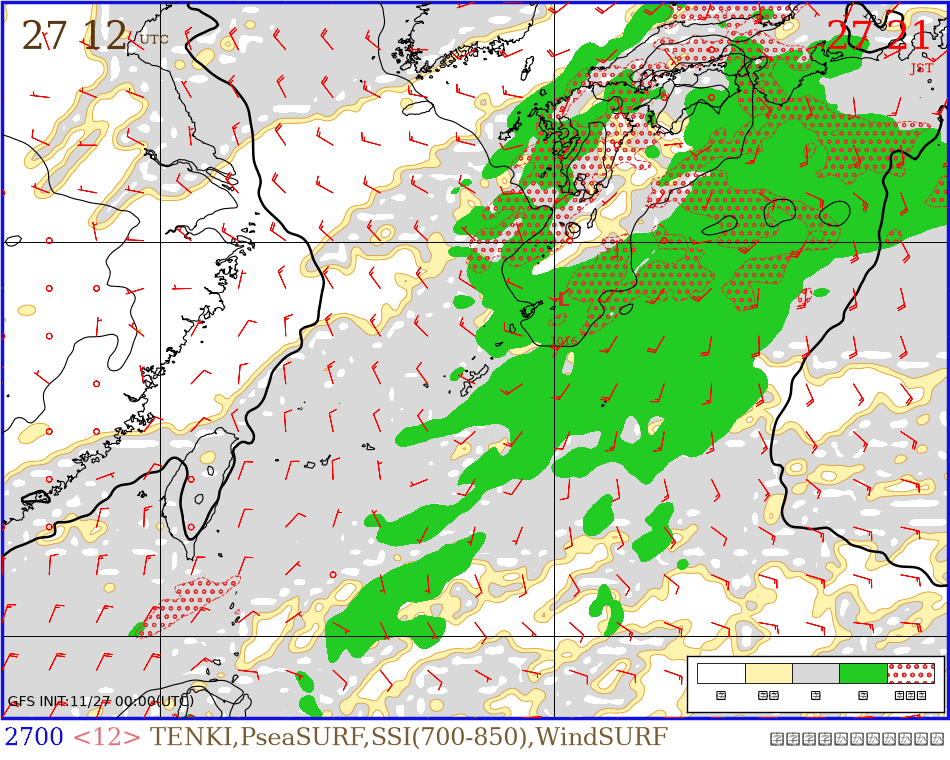 27 12 UTC 27 21
JST
L
GFS INIT:11/27 00:00(UTC)
2700 <12> TENKI,PseaSURF,SSI(700-850),WindSURF